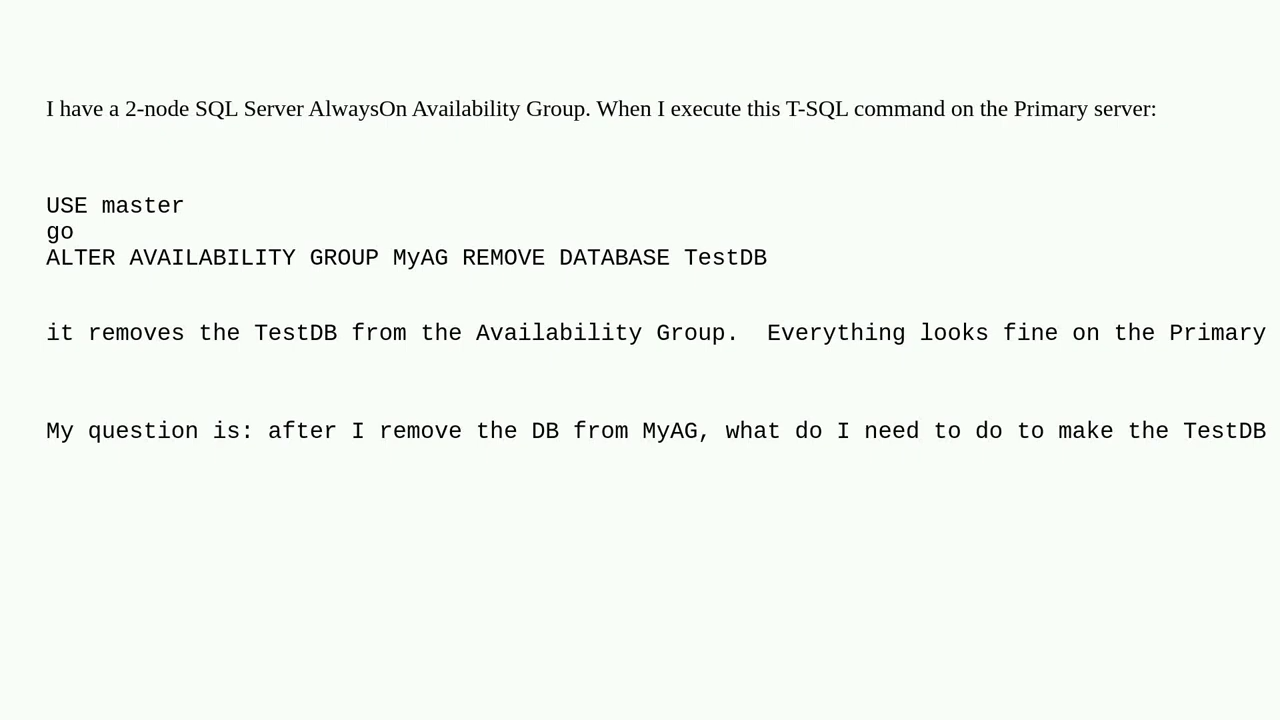 I have a 2-node SQL Server AlwaysOn Availability Group. When I execute this T-SQL command on the Primary server:
USE master
go
ALTER AVAILABILITY GROUP MyAG REMOVE DATABASE TestDB
it removes the TestDB from the Availability Group.  Everything looks fine on the Primary
My question is: after I remove the DB from MyAG, what do I need to do to make the TestDB